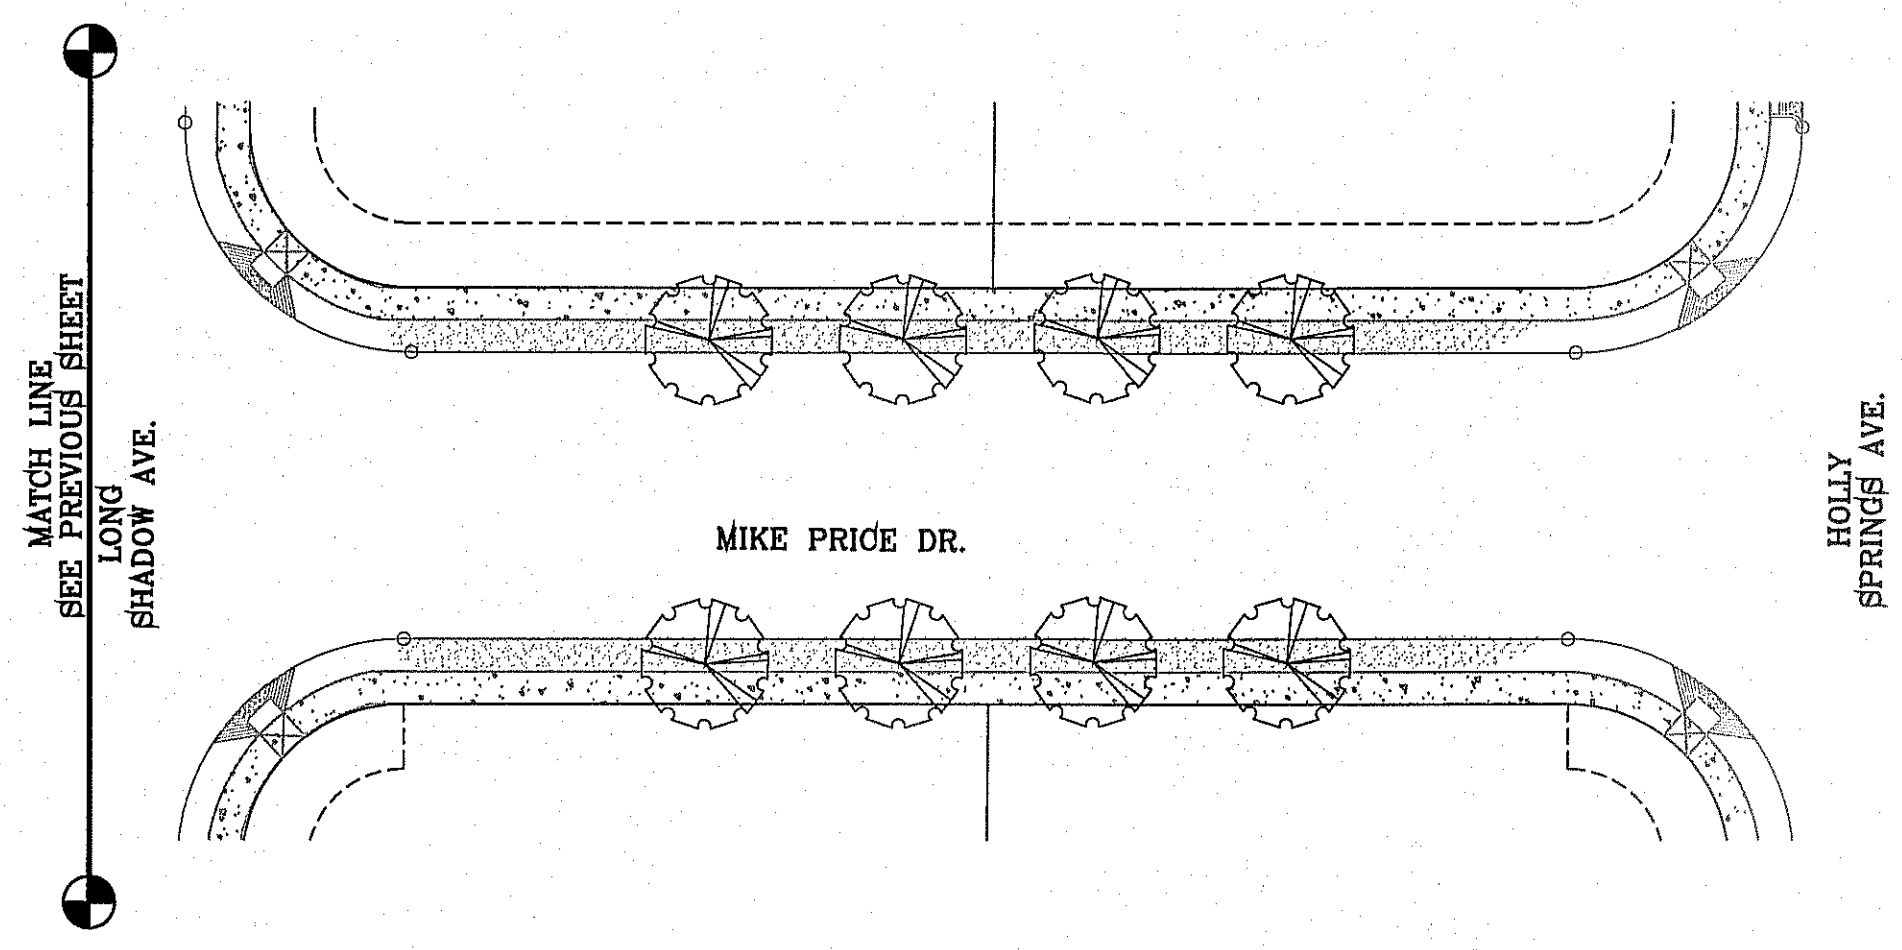 MATCH LINE
SEE PREVIOUS SHEET
LONG
SHADOW AVE.
MIKE PRICE DR.
HOLLY
SPRINGS AVE.